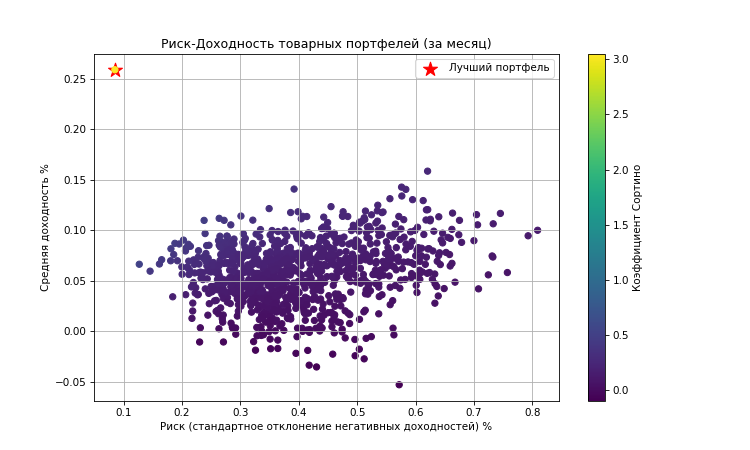 Риск-Доходность товарных портфелей (за месяц)
Лучший портфель
Средняя доходность %
0.25
0.20
0.15
0.10
0.05
0.00
−0.05
0.1 0.2 0.3 0.4 0.5 0.6 0.7 0.8
Риск (стандартное отклонение негативных доходностей) %
3.0
2.5
2.0
1.5
1.0
0.5
0.0
Коэффициент Сортино